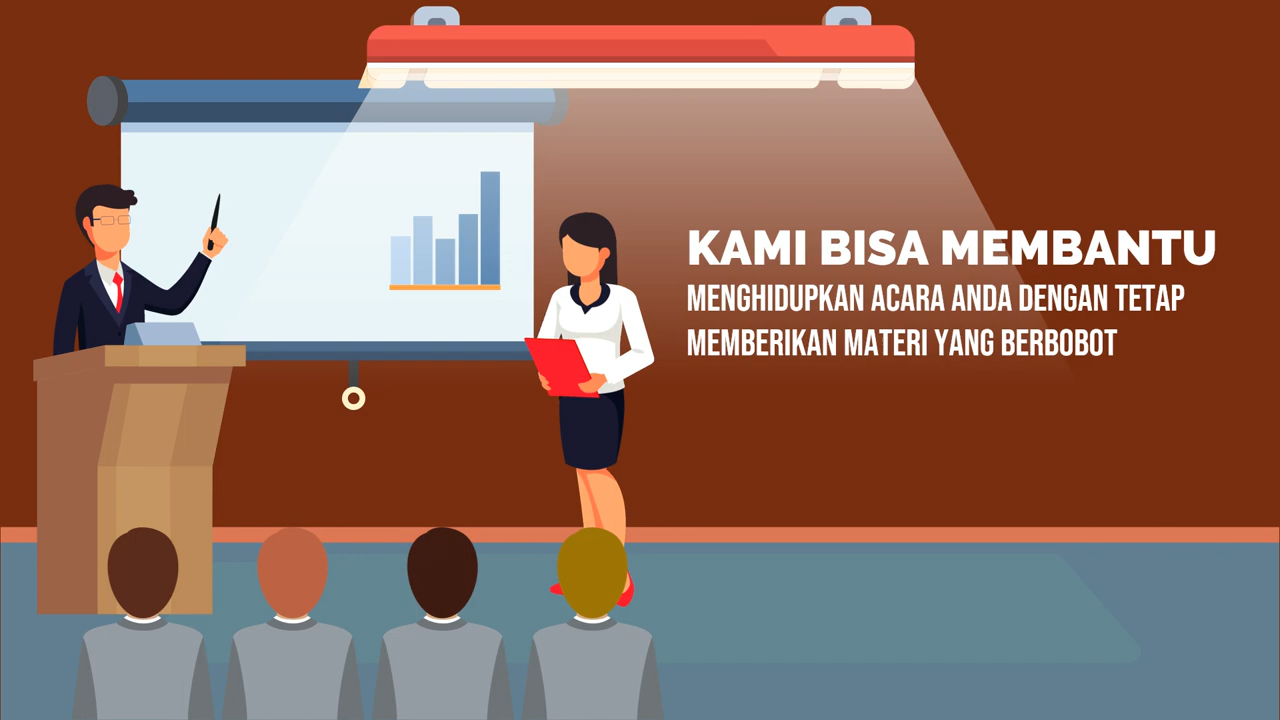 KAMI BISA MEMBANTU
MENGHIDUPKAN ACARA ANDA DENGAN TETAP
MEMBERIKAN MATERI YANG BERBOBOT